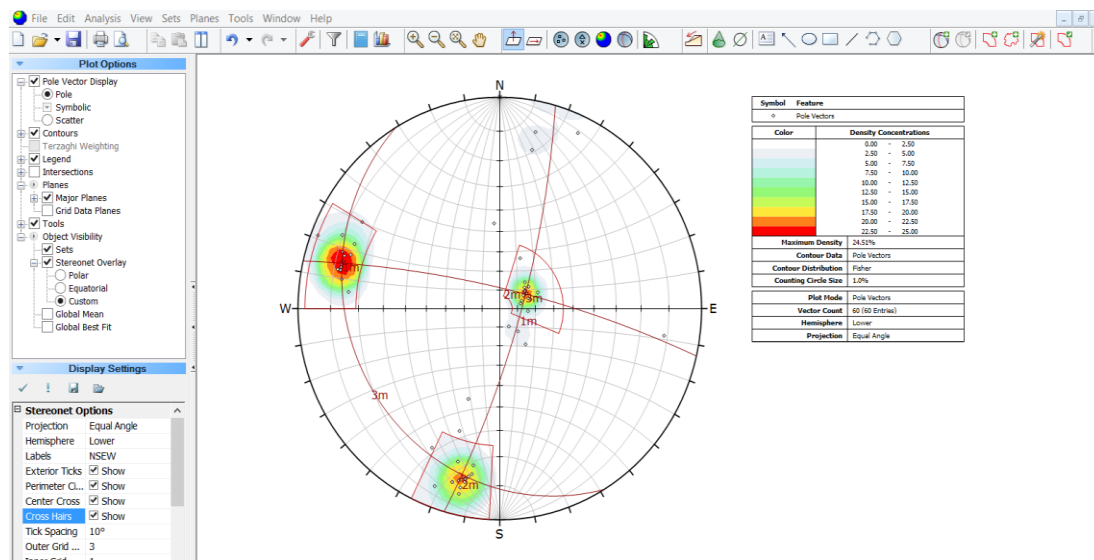 File Edit Analysis View Sets Planes Tools Window Help
Plot Options
Pole Vector Display
Pole
Symbolic
Scatter
Contours
Terzaghi Weighting
Legend
Intersections
Planes
Major Planes
Grid Data Planes
Tools
Object Visibility
Sets
Stereonet Overlay
Polar
Equatorial
Custom
Global Mean
Global Best Fit
Display Settings
Stereonet Options
Projection Equal Angle
Hemisphere Lower
Labels NSEW
Exterior Ticks Show
Perimeter Ci... Show
Center Cross Show
Cross Hairs Show
Tick Spacing 10°
Outer Grid ... 3
N
W
E
S
2m
3m
1m
3m
2m
Symbol Feature
Pole Vectors
Color Density Concentrations
0.00 - 2.50
2.50 - 5.00
5.00 - 7.50
7.50 - 10.00
10.00 - 12.50
12.50 - 15.00
15.00 - 17.50
17.50 - 20.00
20.00 - 22.50
22.50 - 25.00
Maximum Density 24.51%
Contour Data Pole Vectors
Contour Distribution Fisher
Counting Circle Size 1.0%
Plot Mode Pole Vectors
Vector Count 60 (60 Entries)
Hemisphere Lower
Projection Equal Angle